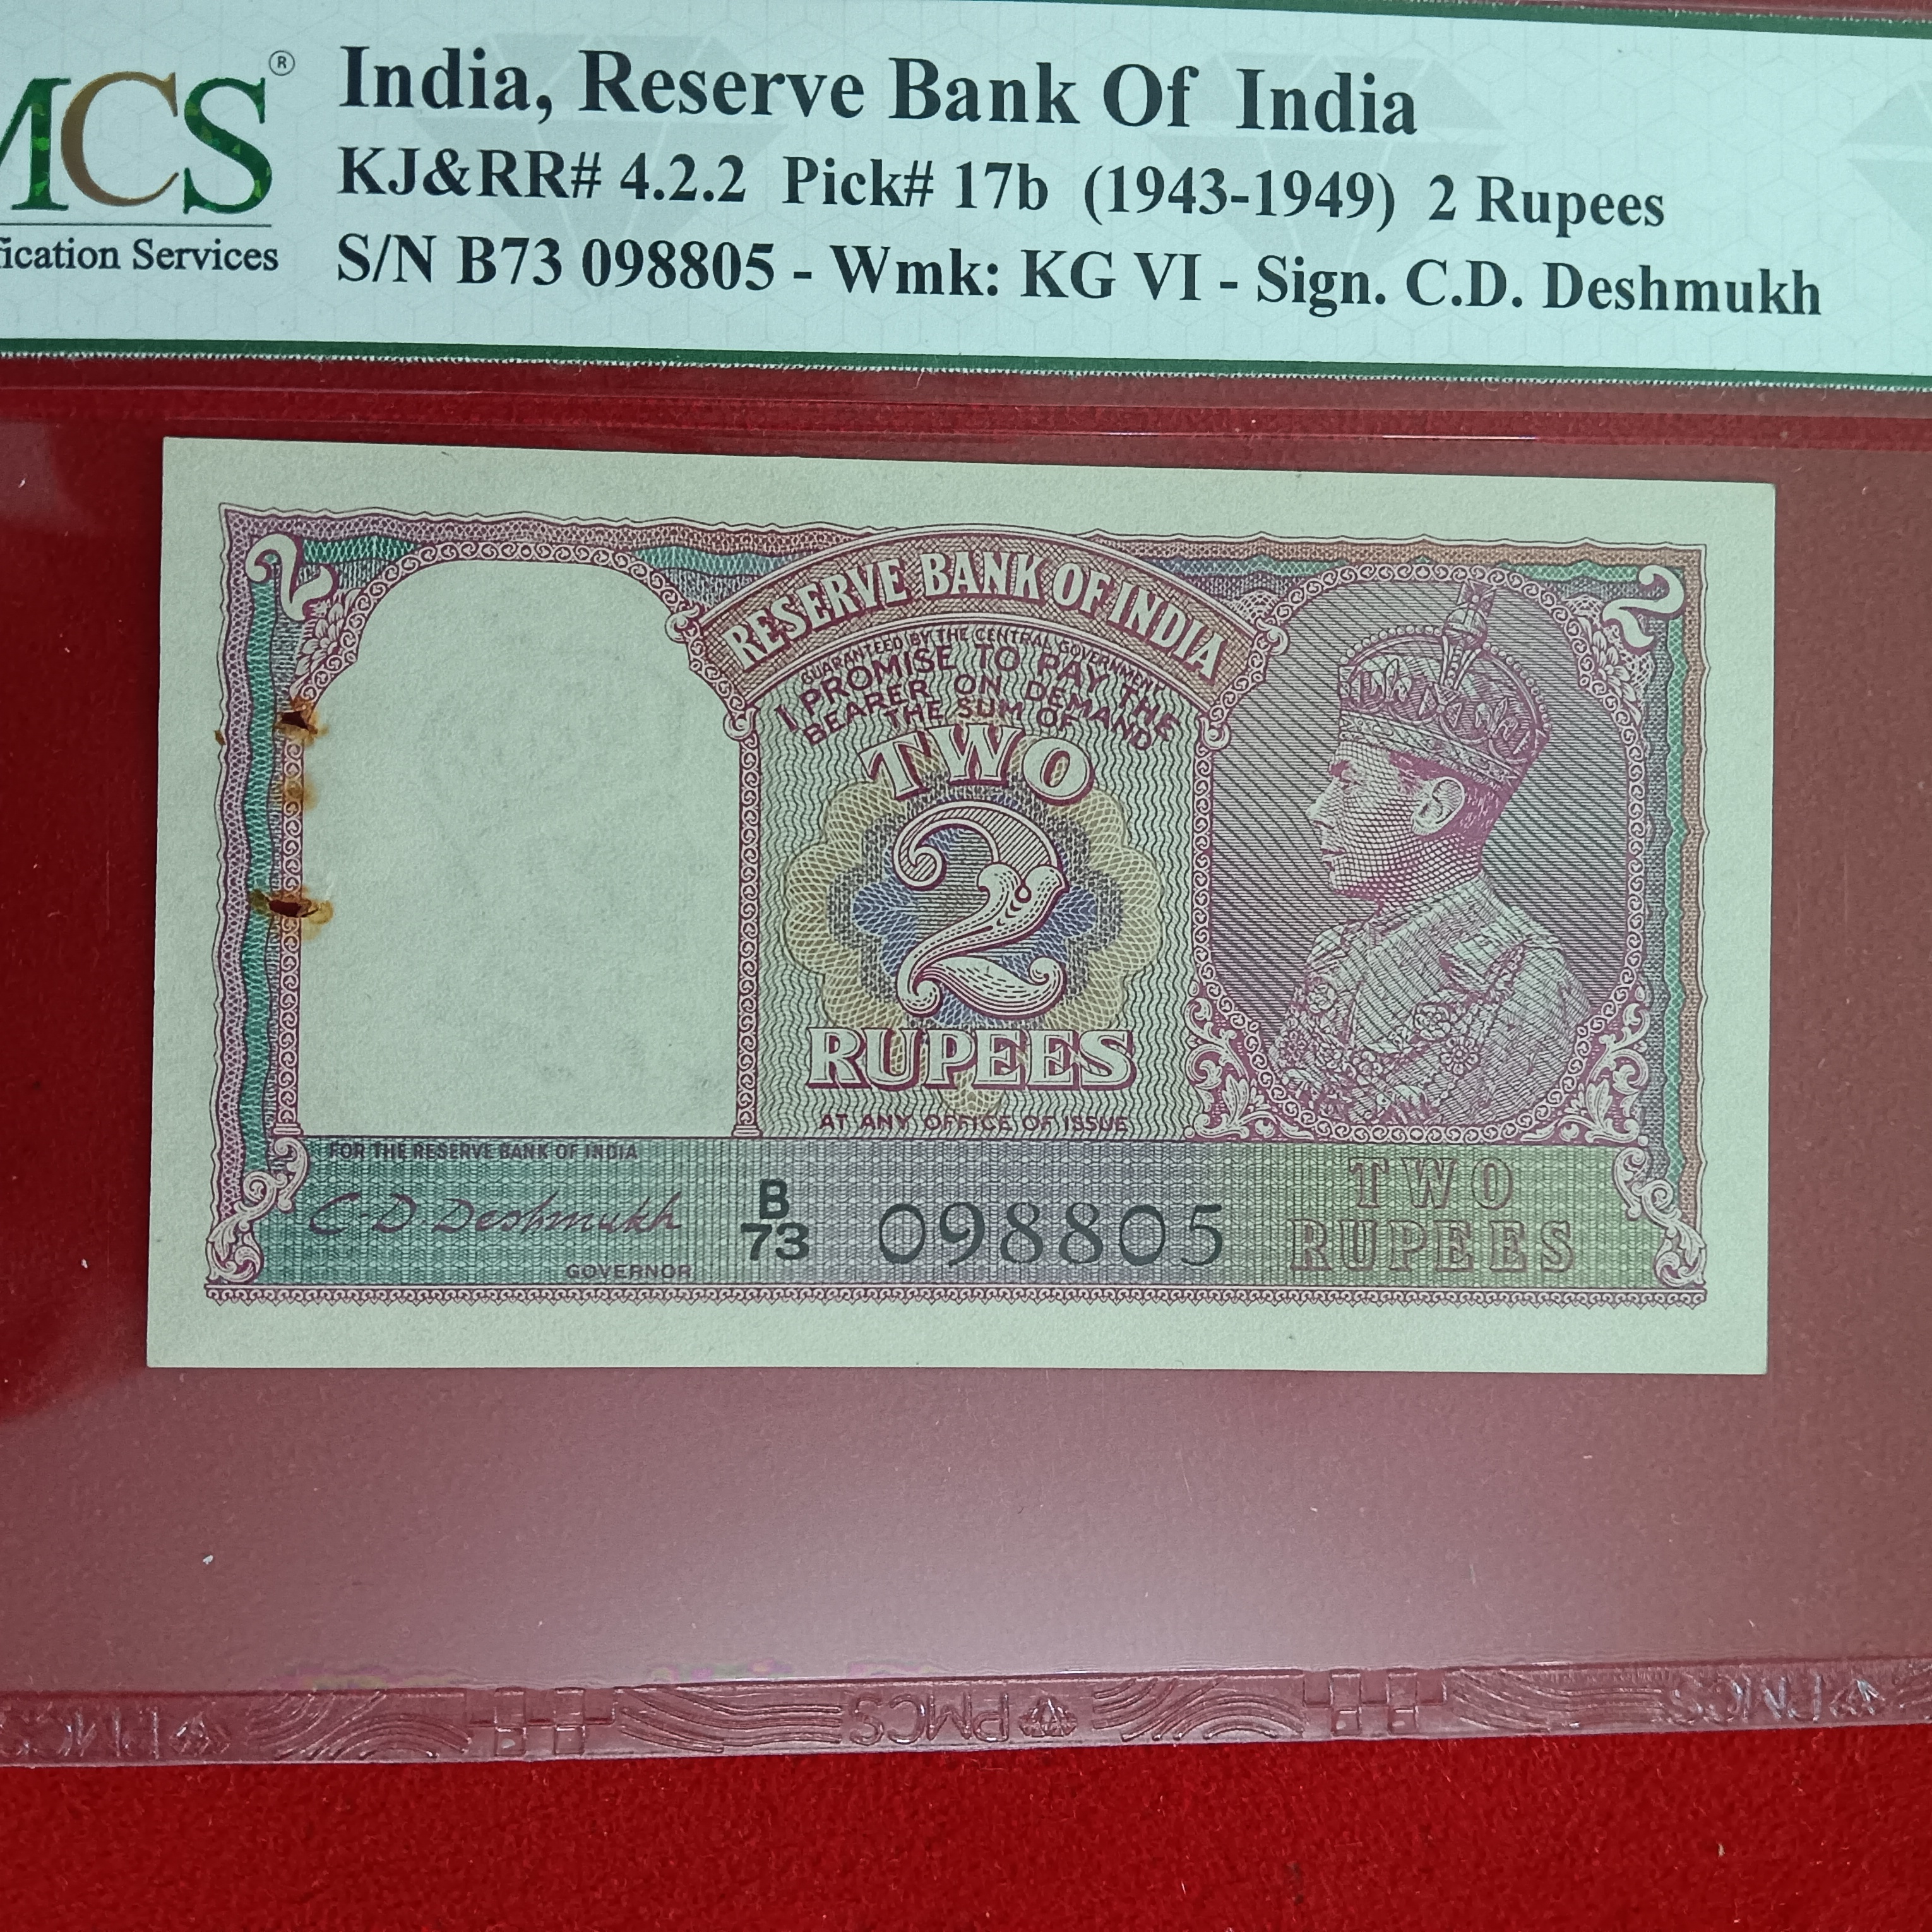 MCS®
fication Services
India, Reserve Bank Of India
KJ&RR# 4.2.2 Pick# 17b (1943-1949) 2 Rupees
S/N B73 098805 - Wmk: KG VI - Sign. C.D. Deshmukh
2
2
RESERVE BANK OF INDIA
GUARANTEED BY THE CENTRAL GOVERNMENT
I PROMISE TO PAY THE
BEARER ON DEMAND
THE SUM OF
TWO
2
RUPEES
AT ANY OFFICE OF ISSUE
FOR THE RESERVE BANK OF INDIA
C.D. Deshmukh
GOVERNOR
B
73
098805
TWO
RUPEES
PMCS PMCS PMCS PMCS